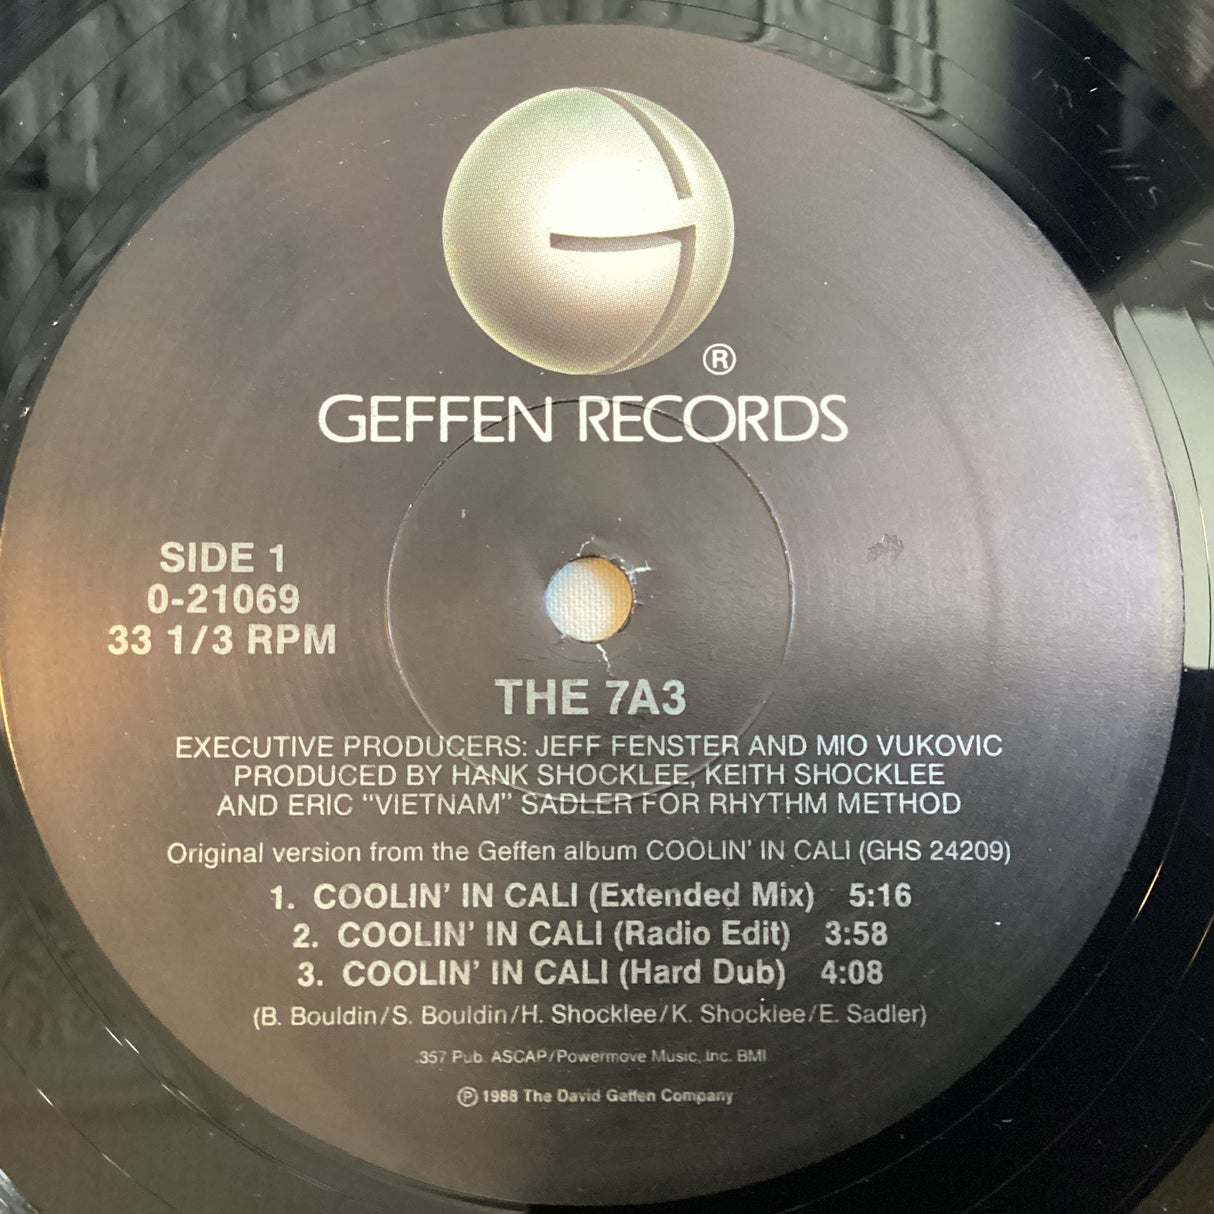 ®
GEFFEN RECORDS
SIDE 1
0-21069
33 1/3 RPM
THE 7A3
EXECUTIVE PRODUCERS: JEFF FENSTER AND MIO VUKOVIC
PRODUCED BY HANK SHOCKLEE, KEITH SHOCKLEE
AND ERIC "VIETNAM" SADLER FOR RHYTHM METHOD
Original version from the Geffen album COOLIN' IN CALI (GHS 24209)
1. COOLIN' IN CALI (Extended Mix) 5:16
2. COOLIN' IN CALI (Radio Edit) 3:58
3. COOLIN' IN CALI (Hard Dub) 4:08
(B. Bouldin/S. Bouldin/H. Shocklee/K. Shocklee/E. Sadler)
.357 Pub. ASCAP/Powermove Music, Inc. BMI
℗ 1988 The David Geffen Company